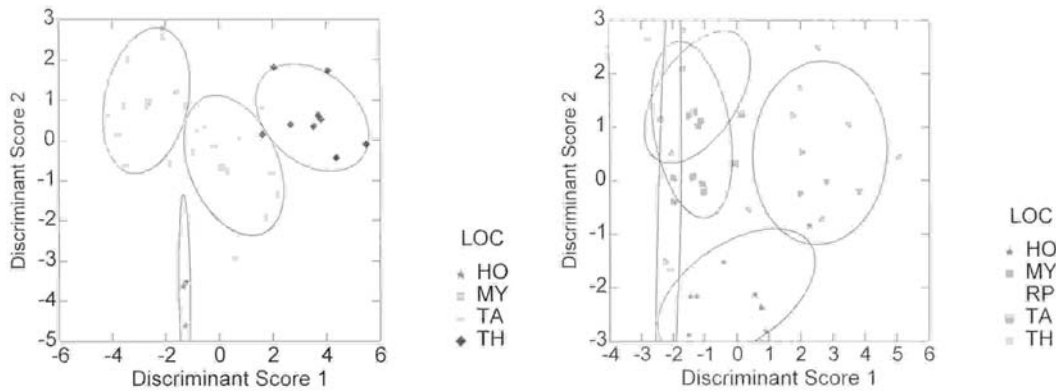 3
2
1
0
-1
-2
-3
-4
-5
Discriminant Score 2
-6 -4 -2 0 2 4 6
Discriminant Score 1
LOC
HO
MY
TA
TH
3
2
1
0
-1
-2
-3
Discriminant Score 2
-4 -3 -2 -1 0 1 2 3 4 5 6
Discriminant Score 1
LOC
HO
MY
RP
TA
TH